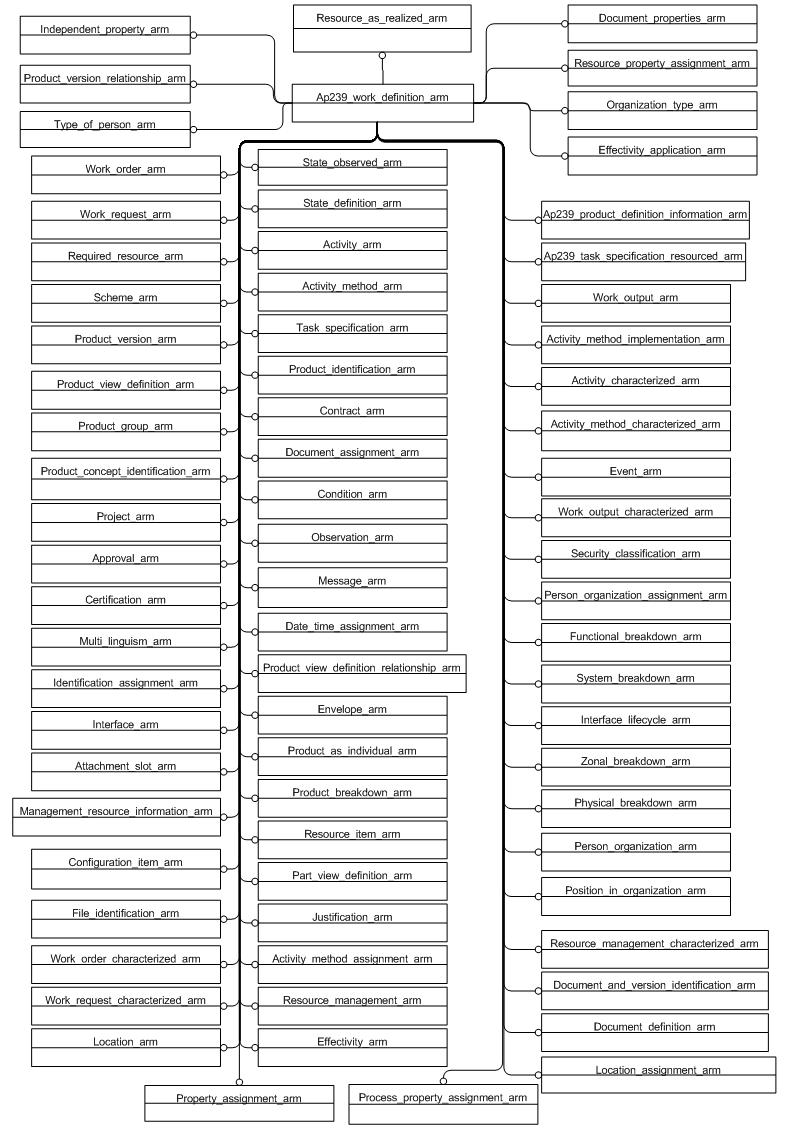 Independent_property_arm
Resource_as_realized_arm
Document_properties_arm
Product_version_relationship_arm
Resource_property_assignment_arm
Ap239_work_definition_arm
Organization_type_arm
Type_of_person_arm
Effectivity_application_arm
Work_order_arm
Work_request_arm
Required_resource_arm
Scheme_arm
Product_version_arm
Product_view_definition_arm
Product_group_arm
Product_concept_identification_arm
Project_arm
Approval_arm
Certification_arm
Multi_linguism_arm
Identification_assignment_arm
Interface_arm
Attachment_slot_arm
Management_resource_information_arm
Configuration_item_arm
File_identification_arm
Work_order_characterized_arm
Work_request_characterized_arm
Location_arm
State_observed_arm
State_definition_arm
Activity_arm
Activity_method_arm
Task_specification_arm
Product_identification_arm
Contract_arm
Document_assignment_arm
Condition_arm
Observation_arm
Message_arm
Date_time_assignment_arm
Product_view_definition_relationship_arm
Envelope_arm
Product_as_individual_arm
Product_breakdown_arm
Resource_item_arm
Part_view_definition_arm
Justification_arm
Activity_method_assignment_arm
Resource_management_arm
Effectivity_arm
Ap239_product_definition_information_arm
Ap239_task_specification_resourced_arm
Work_output_arm
Activity_method_implementation_arm
Activity_characterized_arm
Activity_method_characterized_arm
Event_arm
Work_output_characterized_arm
Security_classification_arm
Person_organization_assignment_arm
Functional_breakdown_arm
System_breakdown_arm
Interface_lifecycle_arm
Zonal_breakdown_arm
Physical_breakdown_arm
Person_organization_arm
Position_in_organization_arm
Resource_management_characterized_arm
Document_and_version_identification_arm
Document_definition_arm
Location_assignment_arm
Property_assignment_arm
Process_property_assignment_arm